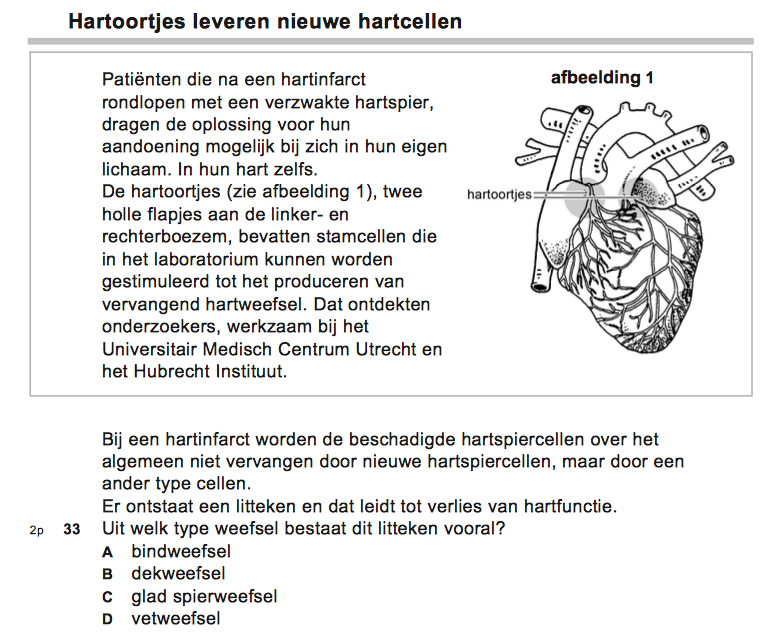 Hartoortjes leveren nieuwe hartcellen
Patiënten die na een hartinfarct
rondlopen met een verzwakte hartspier,
dragen de oplossing voor hun
aandoening mogelijk bij zich in hun eigen
lichaam. In hun hart zelfs.
De hartoortjes (zie afbeelding 1), twee
holle flapjes aan de linker- en
rechterboezem, bevatten stamcellen die
in het laboratorium kunnen worden
gestimuleerd tot het produceren van
vervangend hartweefsel. Dat ontdekten
onderzoekers, werkzaam bij het
Universitair Medisch Centrum Utrecht en
het Hubrecht Instituut.
afbeelding 1
hartoortjes
Bij een hartinfarct worden de beschadigde hartspiercellen over het
algemeen niet vervangen door nieuwe hartspiercellen, maar door een
ander type cellen.
Er ontstaat een litteken en dat leidt tot verlies van hartfunctie.
2p 33 Uit welk type weefsel bestaat dit litteken vooral?
A bindweefsel
B dekweefsel
C glad spierweefsel
D vetweefsel